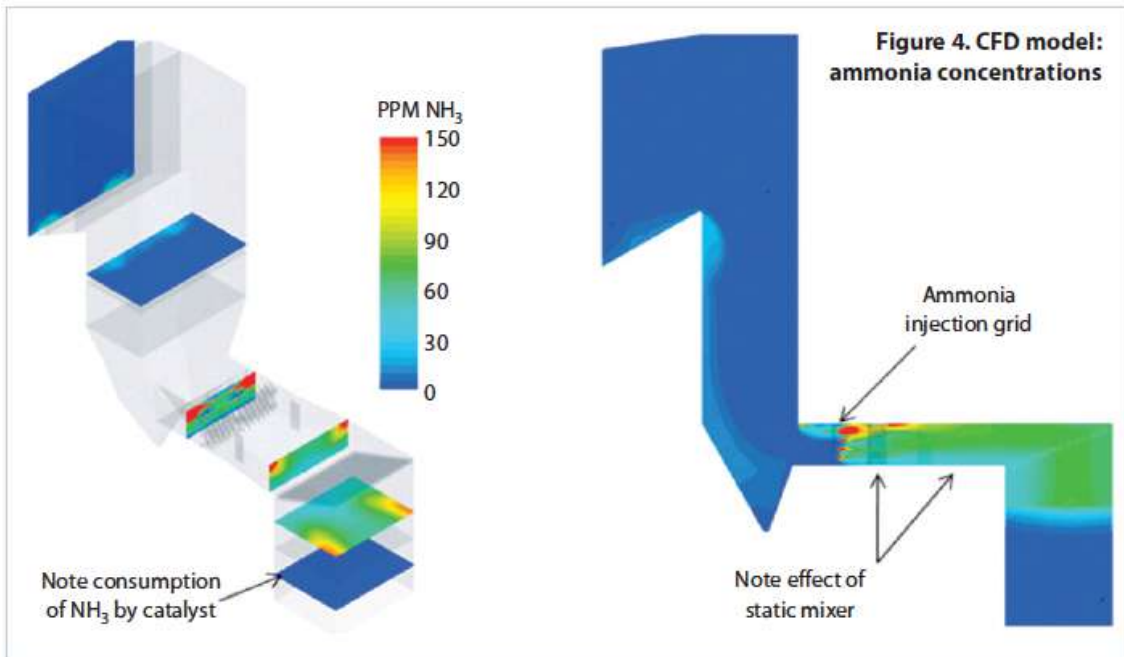 Figure 4. CFD model:
ammonia concentrations
PPM NH₃
150
120
90
60
30
0
Ammonia
injection grid
Note consumption
of NH₃ by catalyst
Note effect of
static mixer